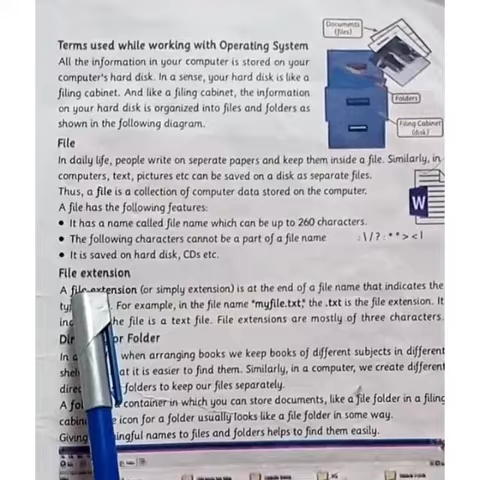 Documents
(files)
Terms used while working with Operating System
All the information in your computer is stored on your
computer's hard disk. In a sense, your hard disk is like a
filing cabinet. And like a filing cabinet, the information
on your hard disk is organized into files and folders as
shown in the following diagram.
Folders
Filing Cabinet
(disk)
File
In daily life, people write on seperate papers and keep them inside a file. Similarly, in
computers, text, pictures etc can be saved on a disk as separate files.
Thus, a file is a collection of computer data stored on the computer.
W
A file has the following features:
• It has a name called file name which can be up to 260 characters.
• The following characters cannot be a part of a file name : \ / ? : * " > < |
• It is saved on hard disk, CDs etc.
File extension
A file extension (or simply extension) is at the end of a file name that indicates the
For example, in the file name "myfile.txt," the .txt is the file extension. It
the file is a text file. File extensions are mostly of three characters.
or Folder
when arranging books we keep books of different subjects in different
at it is easier to find them. Similarly, in a computer, we create different
folders to keep our files separately.
container in which you can store documents, like a file folder in a filing
icon for a folder usually looks like a file folder in some way.
Giving names to files and folders helps to find them easily.